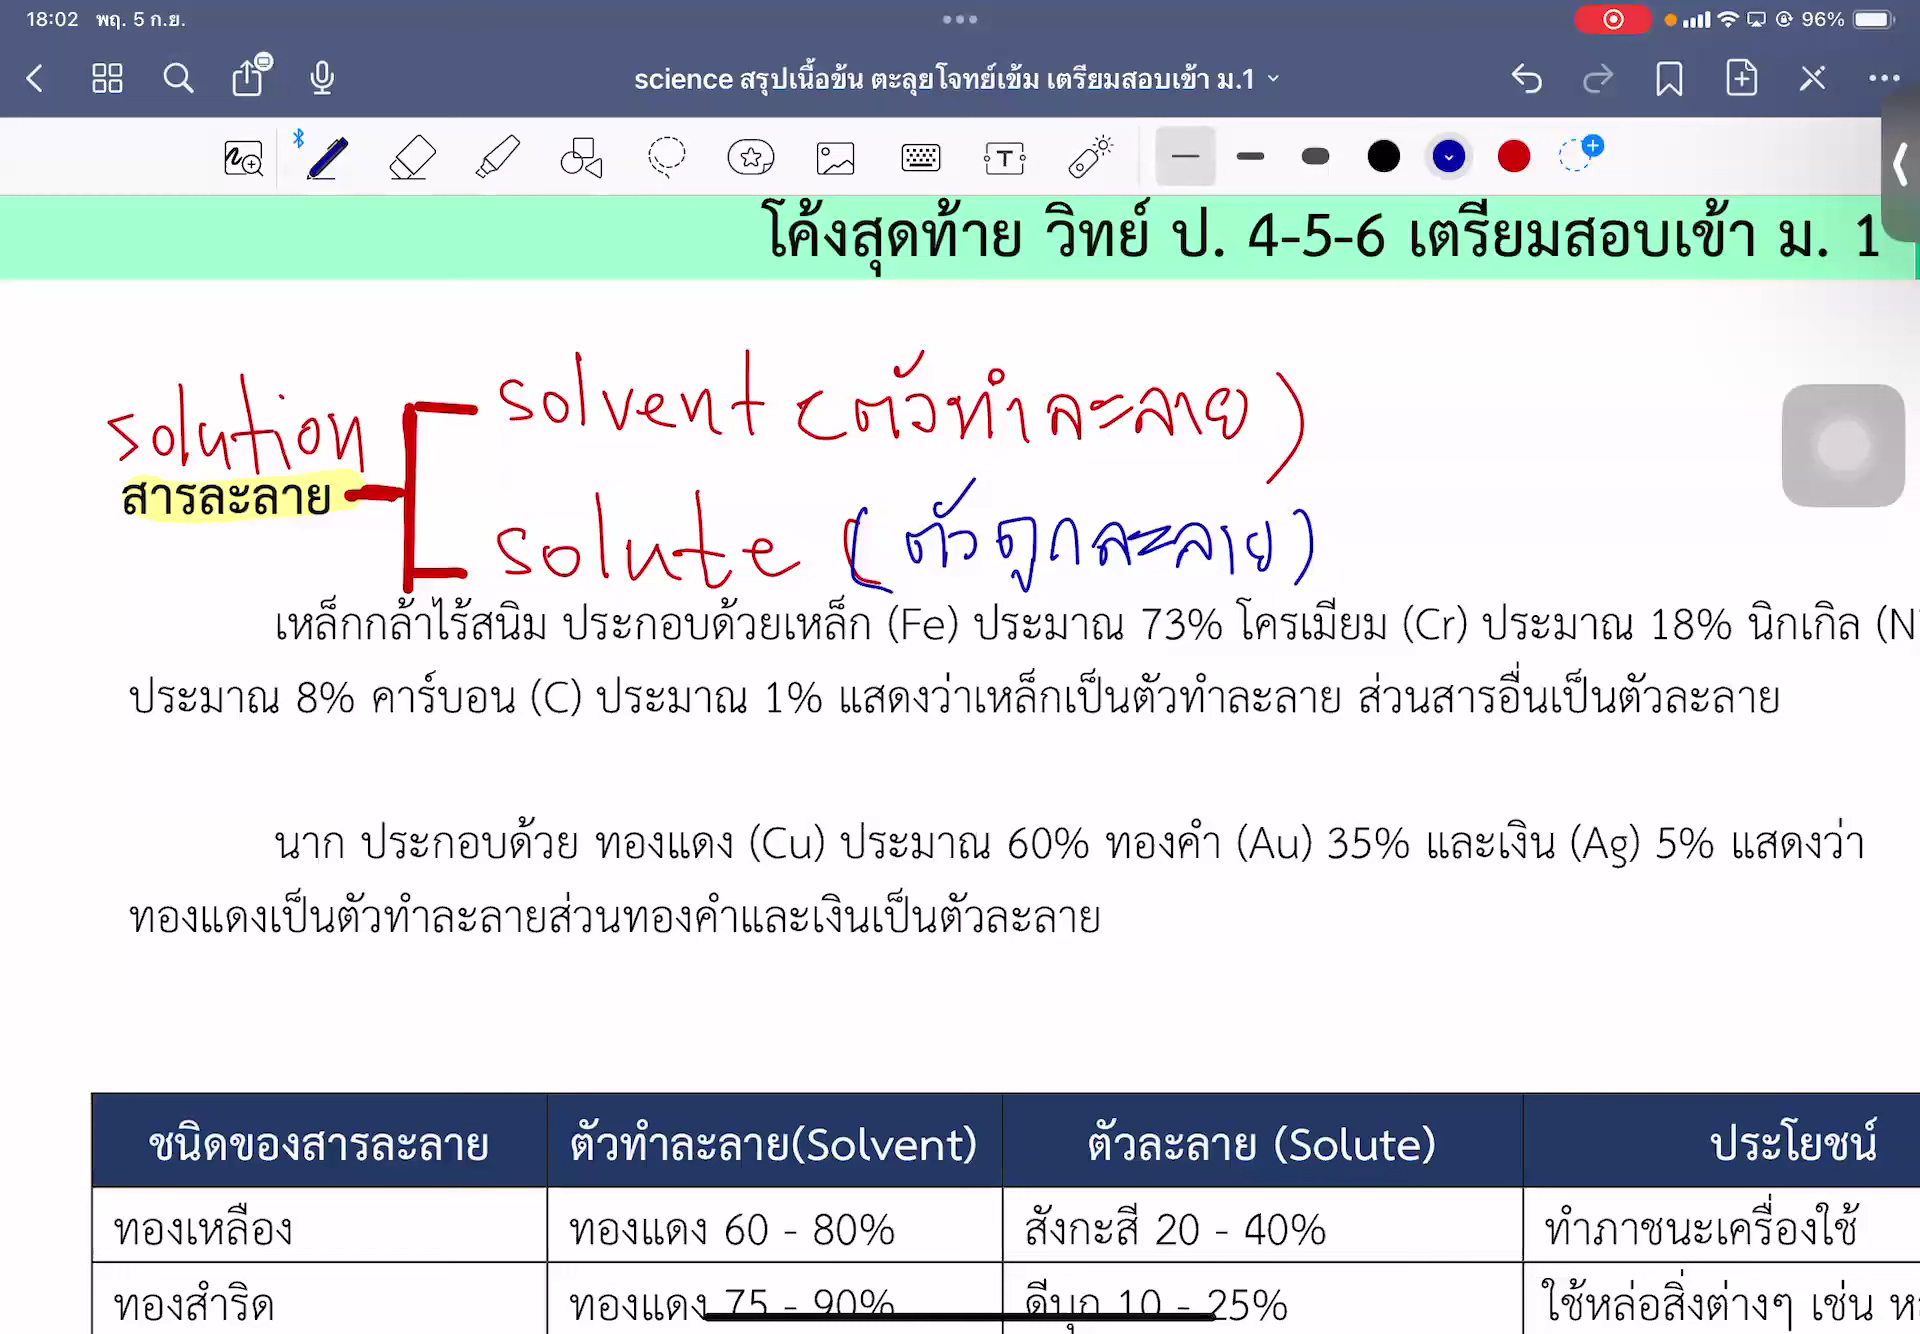 18:02 พฤ. 5 ก.ย.
96%
science สรุปเนื้อข้น ตะลุยโจทย์เข้ม เตรียมสอบเข้า ม.1
โค้งสุดท้าย วิทย์ ป. 4-5-6 เตรียมสอบเข้า ม. 1
solution
สารละลาย
solvent (ตัวทำละลาย)
solute (ตัวถูกละลาย)
เหล็กกล้าไร้สนิม ประกอบด้วยเหล็ก (Fe) ประมาณ 73% โครเมียม (Cr) ประมาณ 18% นิกเกิล (N
ประมาณ 8% คาร์บอน (C) ประมาณ 1% แสดงว่าเหล็กเป็นตัวทำละลาย ส่วนสารอื่นเป็นตัวละลาย
นาก ประกอบด้วย ทองแดง (Cu) ประมาณ 60% ทองคำ (Au) 35% และเงิน (Ag) 5% แสดงว่า
ทองแดงเป็นตัวทำละลายส่วนทองคำและเงินเป็นตัวละลาย
ชนิดของสารละลาย ตัวทำละลาย(Solvent) ตัวละลาย (Solute) ประโยชน์
ทองเหลือง ทองแดง 60 - 80% สังกะสี 20 - 40% ทำภาชนะเครื่องใช้
ทองสำริด ทองแดง 75 - 90% ดีบุก 10 - 25% ใช้หล่อสิ่งต่างๆ เช่น